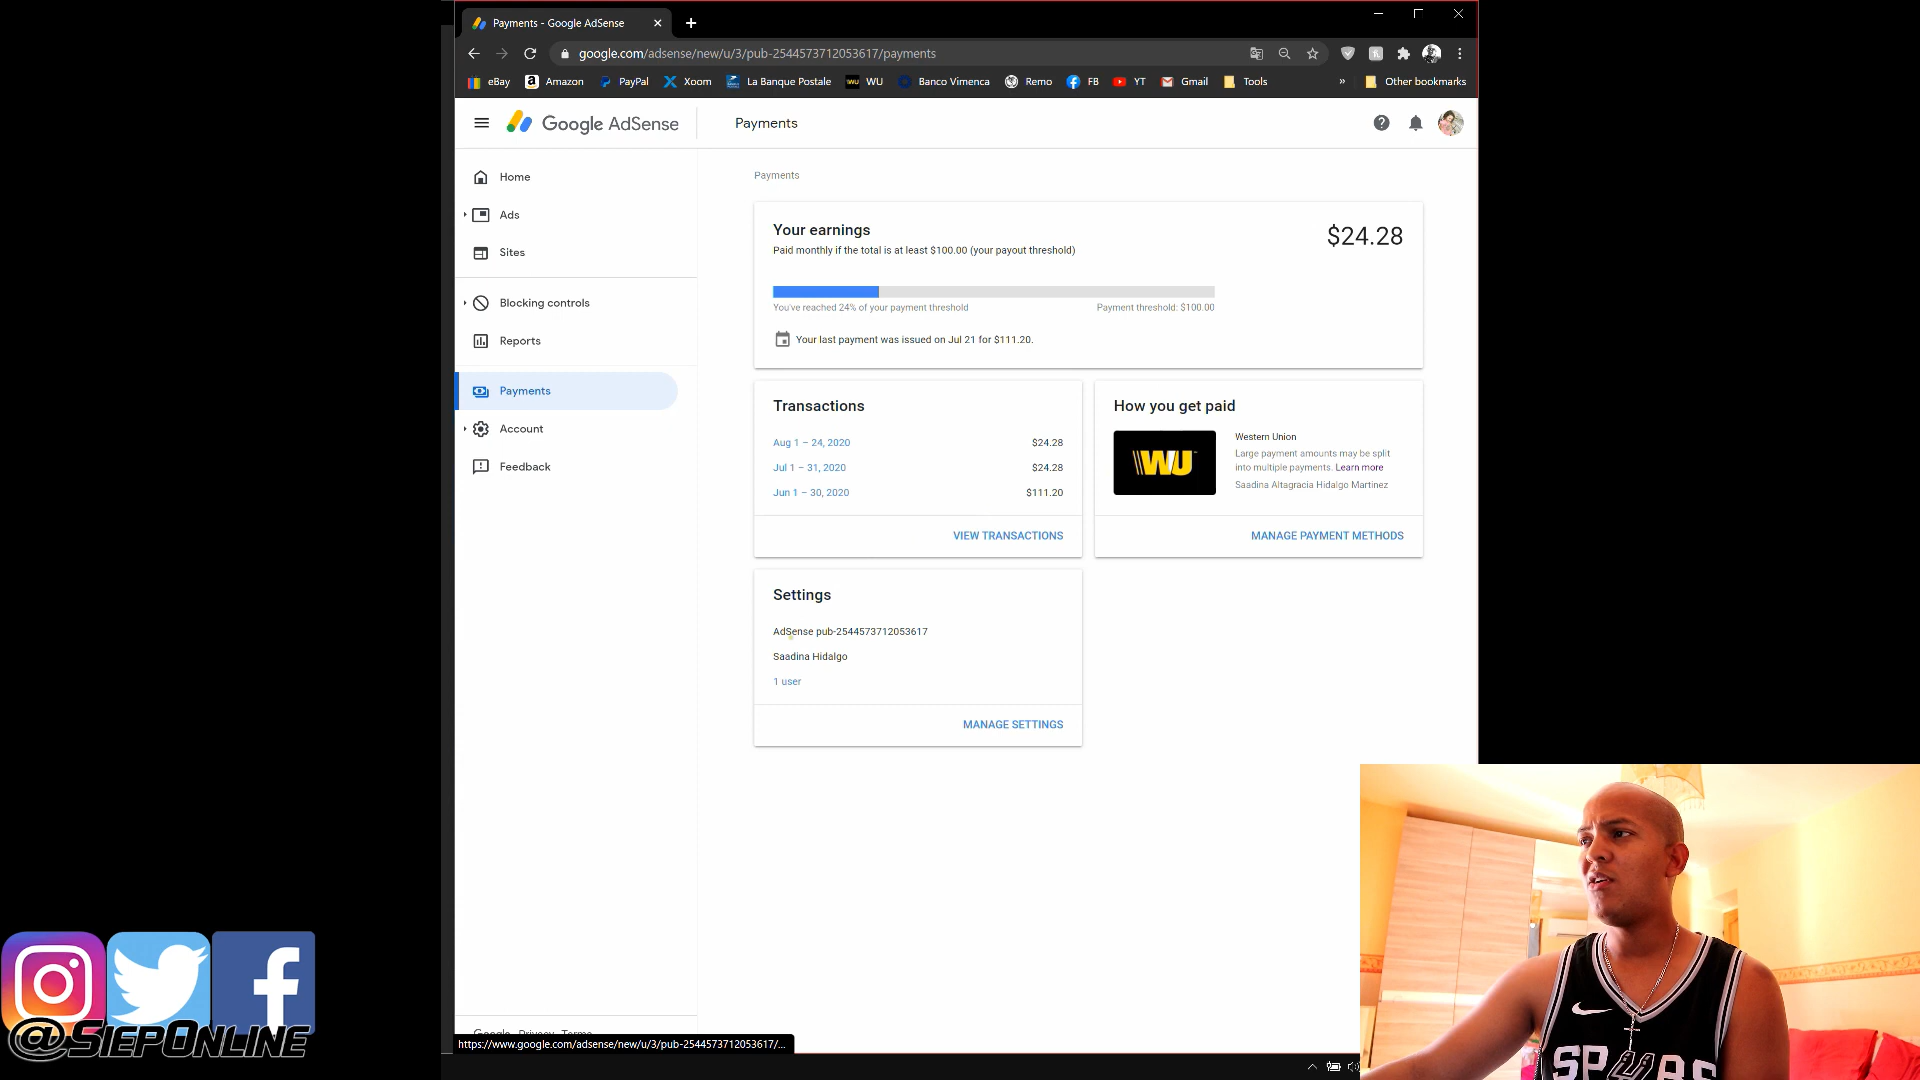 Payments - Google AdSense
google.com/adsense/new/u/3/pub-2544573712053617/payments
eBay Amazon PayPal Xoom La Banque Postale WU Banco Vimenca Remo FB YT Gmail Tools » Other bookmarks
Google AdSense
Payments
Home
Ads
Sites
Blocking controls
Reports
Payments
Account
Feedback
Payments
Your earnings
$24.28
Paid monthly if the total is at least $100.00 (your payout threshold)
You've reached 24% of your payment threshold
Payment threshold: $100.00
Your last payment was issued on Jul 21 for $111.20.
Transactions
Aug 1 – 24, 2020 $24.28
Jul 1 – 31, 2020 $24.28
Jun 1 – 30, 2020 $111.20
VIEW TRANSACTIONS
How you get paid
WU
Western Union
Large payment amounts may be split
into multiple payments. Learn more
Saadina Altagracia Hidalgo Martinez
MANAGE PAYMENT METHODS
Settings
AdSense pub-2544573712053617
Saadina Hidalgo
1 user
MANAGE SETTINGS
Google Privacy Terms
https://www.google.com/adsense/new/u/3/pub-2544573712053617/...
@SiepOnline
SPURS